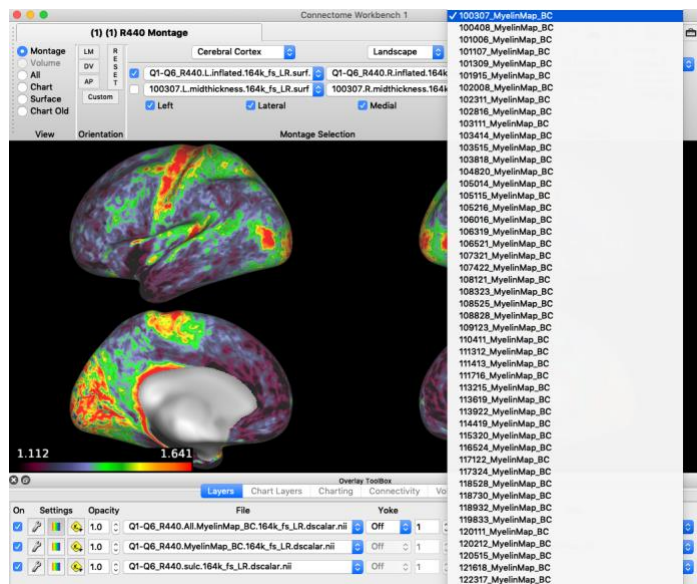 Connectome Workbench 1
(1) (1) R440 Montage
Montage
Volume
All
Chart
Surface
Chart Old
View
LM
DV
AP
Custom
RESET
Orientation
Cerebral Cortex
Landscape
Q1-Q6_R440.L.inflated.164k_fs_LR.surf.
Q1-Q6_R440.R.inflated.164k
100307.L.midthickness.164k_fs_LR.surf.
100307.R.midthickness.164k
Left
Lateral
Medial
Montage Selection
✓ 100307_MyelinMap_BC
100408_MyelinMap_BC
101006_MyelinMap_BC
101107_MyelinMap_BC
101309_MyelinMap_BC
101915_MyelinMap_BC
102008_MyelinMap_BC
102311_MyelinMap_BC
102816_MyelinMap_BC
103111_MyelinMap_BC
103414_MyelinMap_BC
103515_MyelinMap_BC
103818_MyelinMap_BC
104820_MyelinMap_BC
105014_MyelinMap_BC
105115_MyelinMap_BC
105216_MyelinMap_BC
106016_MyelinMap_BC
106319_MyelinMap_BC
106521_MyelinMap_BC
107321_MyelinMap_BC
107422_MyelinMap_BC
108121_MyelinMap_BC
108323_MyelinMap_BC
108525_MyelinMap_BC
108828_MyelinMap_BC
109123_MyelinMap_BC
110411_MyelinMap_BC
111312_MyelinMap_BC
111413_MyelinMap_BC
111716_MyelinMap_BC
113215_MyelinMap_BC
113619_MyelinMap_BC
113922_MyelinMap_BC
114419_MyelinMap_BC
115320_MyelinMap_BC
116524_MyelinMap_BC
117122_MyelinMap_BC
117324_MyelinMap_BC
118528_MyelinMap_BC
118730_MyelinMap_BC
118932_MyelinMap_BC
119833_MyelinMap_BC
120111_MyelinMap_BC
120212_MyelinMap_BC
120515_MyelinMap_BC
121618_MyelinMap_BC
122317_MyelinMap_BC
1.112 1.641
Overlay ToolBox
Layers Chart Layers Charting Connectivity Vo
On Settings Opacity File Yoke
1.0 Q1-Q6_R440.All.MyelinMap_BC.164k_fs_LR.dscalar.nii Off 1
1.0 Q1-Q6_R440.MyelinMap_BC.164k_fs_LR.dscalar.nii Off 1
1.0 Q1-Q6_R440.sulc.164k_fs_LR.dscalar.nii Off 1